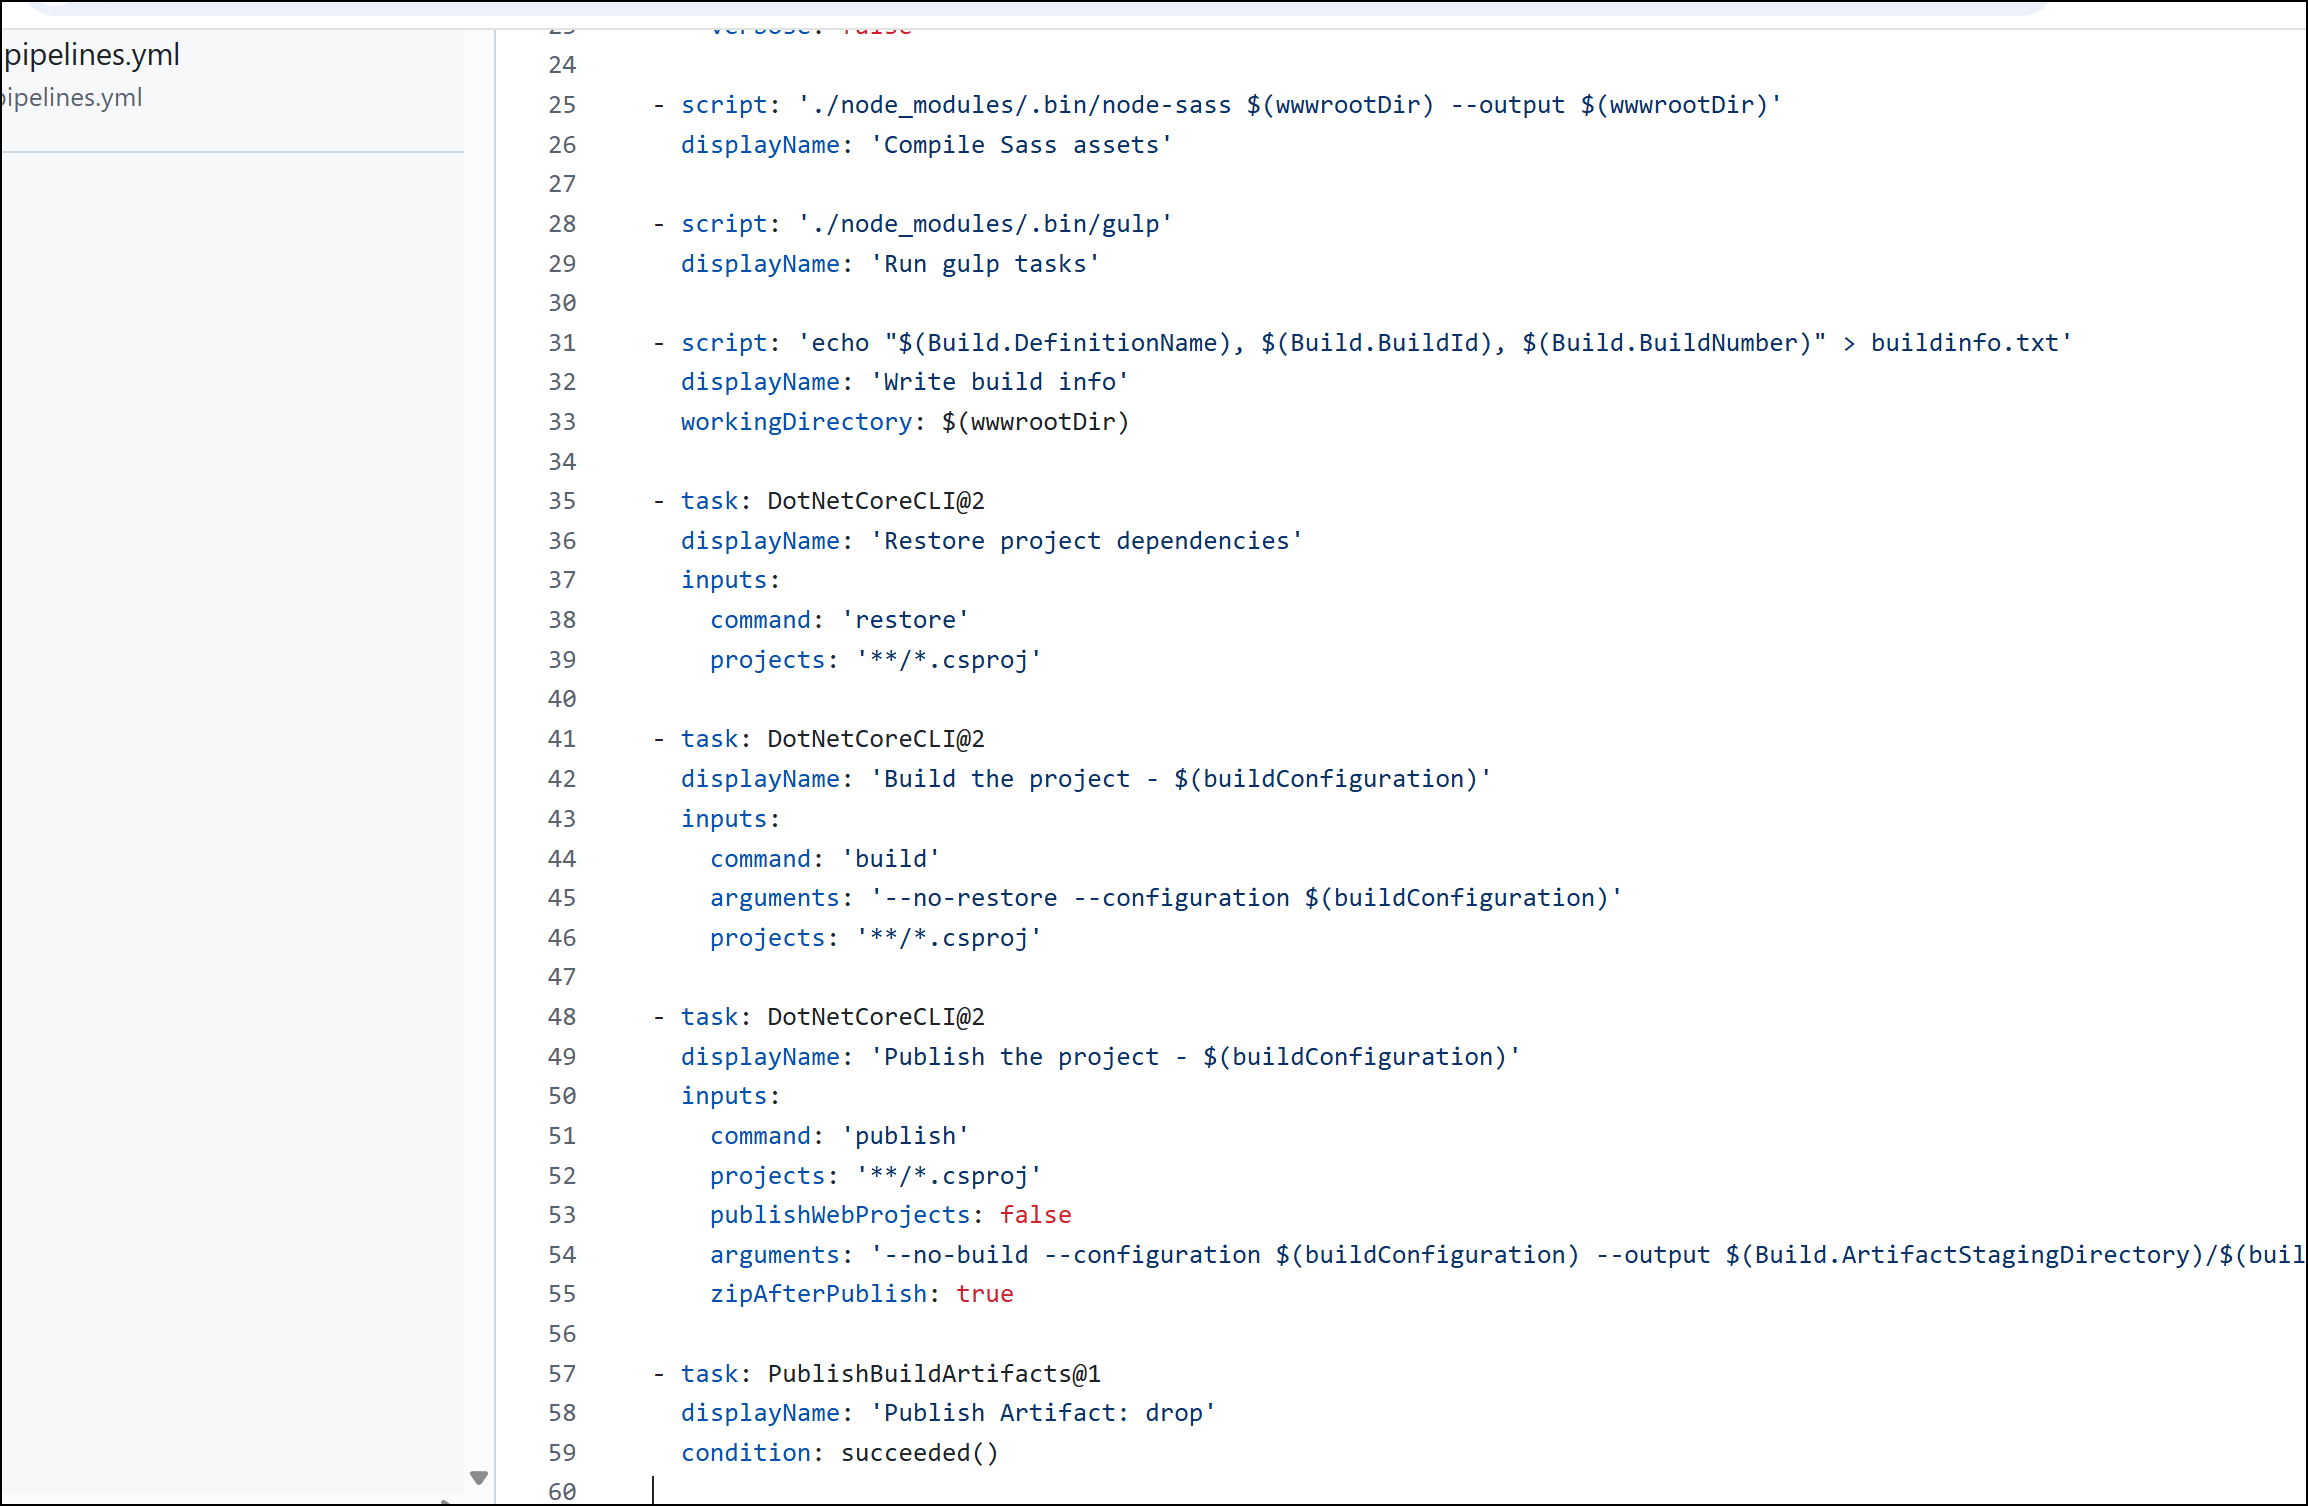 pipelines.yml
pipelines.yml
23 verbose: false
24
25 - script: './node_modules/.bin/node-sass $(wwwrootDir) --output $(wwwrootDir)'
26 displayName: 'Compile Sass assets'
27
28 - script: './node_modules/.bin/gulp'
29 displayName: 'Run gulp tasks'
30
31 - script: 'echo "$(Build.DefinitionName), $(Build.BuildId), $(Build.BuildNumber)" > buildinfo.txt'
32 displayName: 'Write build info'
33 workingDirectory: $(wwwrootDir)
34
35 - task: DotNetCoreCLI@2
36 displayName: 'Restore project dependencies'
37 inputs:
38 command: 'restore'
39 projects: '**/*.csproj'
40
41 - task: DotNetCoreCLI@2
42 displayName: 'Build the project - $(buildConfiguration)'
43 inputs:
44 command: 'build'
45 arguments: '--no-restore --configuration $(buildConfiguration)'
46 projects: '**/*.csproj'
47
48 - task: DotNetCoreCLI@2
49 displayName: 'Publish the project - $(buildConfiguration)'
50 inputs:
51 command: 'publish'
52 projects: '**/*.csproj'
53 publishWebProjects: false
54 arguments: '--no-build --configuration $(buildConfiguration) --output $(Build.ArtifactStagingDirectory)/$(buil
55 zipAfterPublish: true
56
57 - task: PublishBuildArtifacts@1
58 displayName: 'Publish Artifact: drop'
59 condition: succeeded()
60